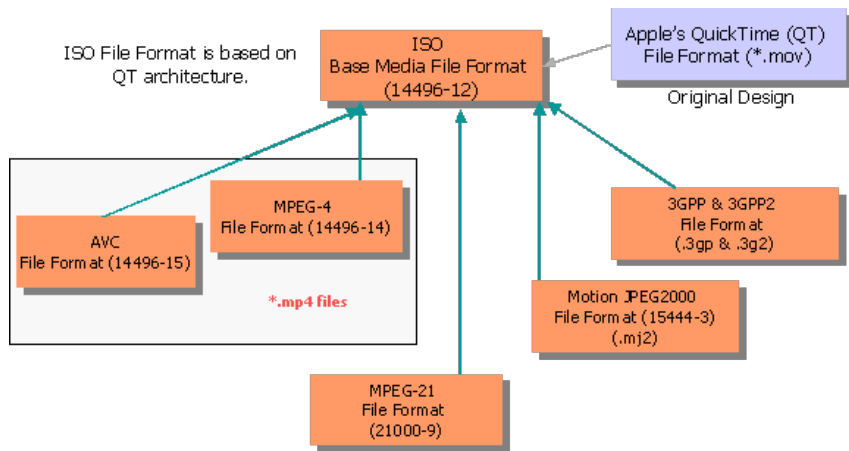 ISO File Format is based on
QT architecture.
ISO
Base Media File Format
(14496-12)
Apple's QuickTime (QT)
File Format (*.mov)
Original Design
MPEG-4
File Format (14496-14)
AVC
File Format (14496-15)
*.mp4 files
3GPP & 3GPP2
File Format
(.3gp & .3g2)
Motion JPEG2000
File Format (15444-3)
(.mj2)
MPEG-21
File Format
(21000-9)